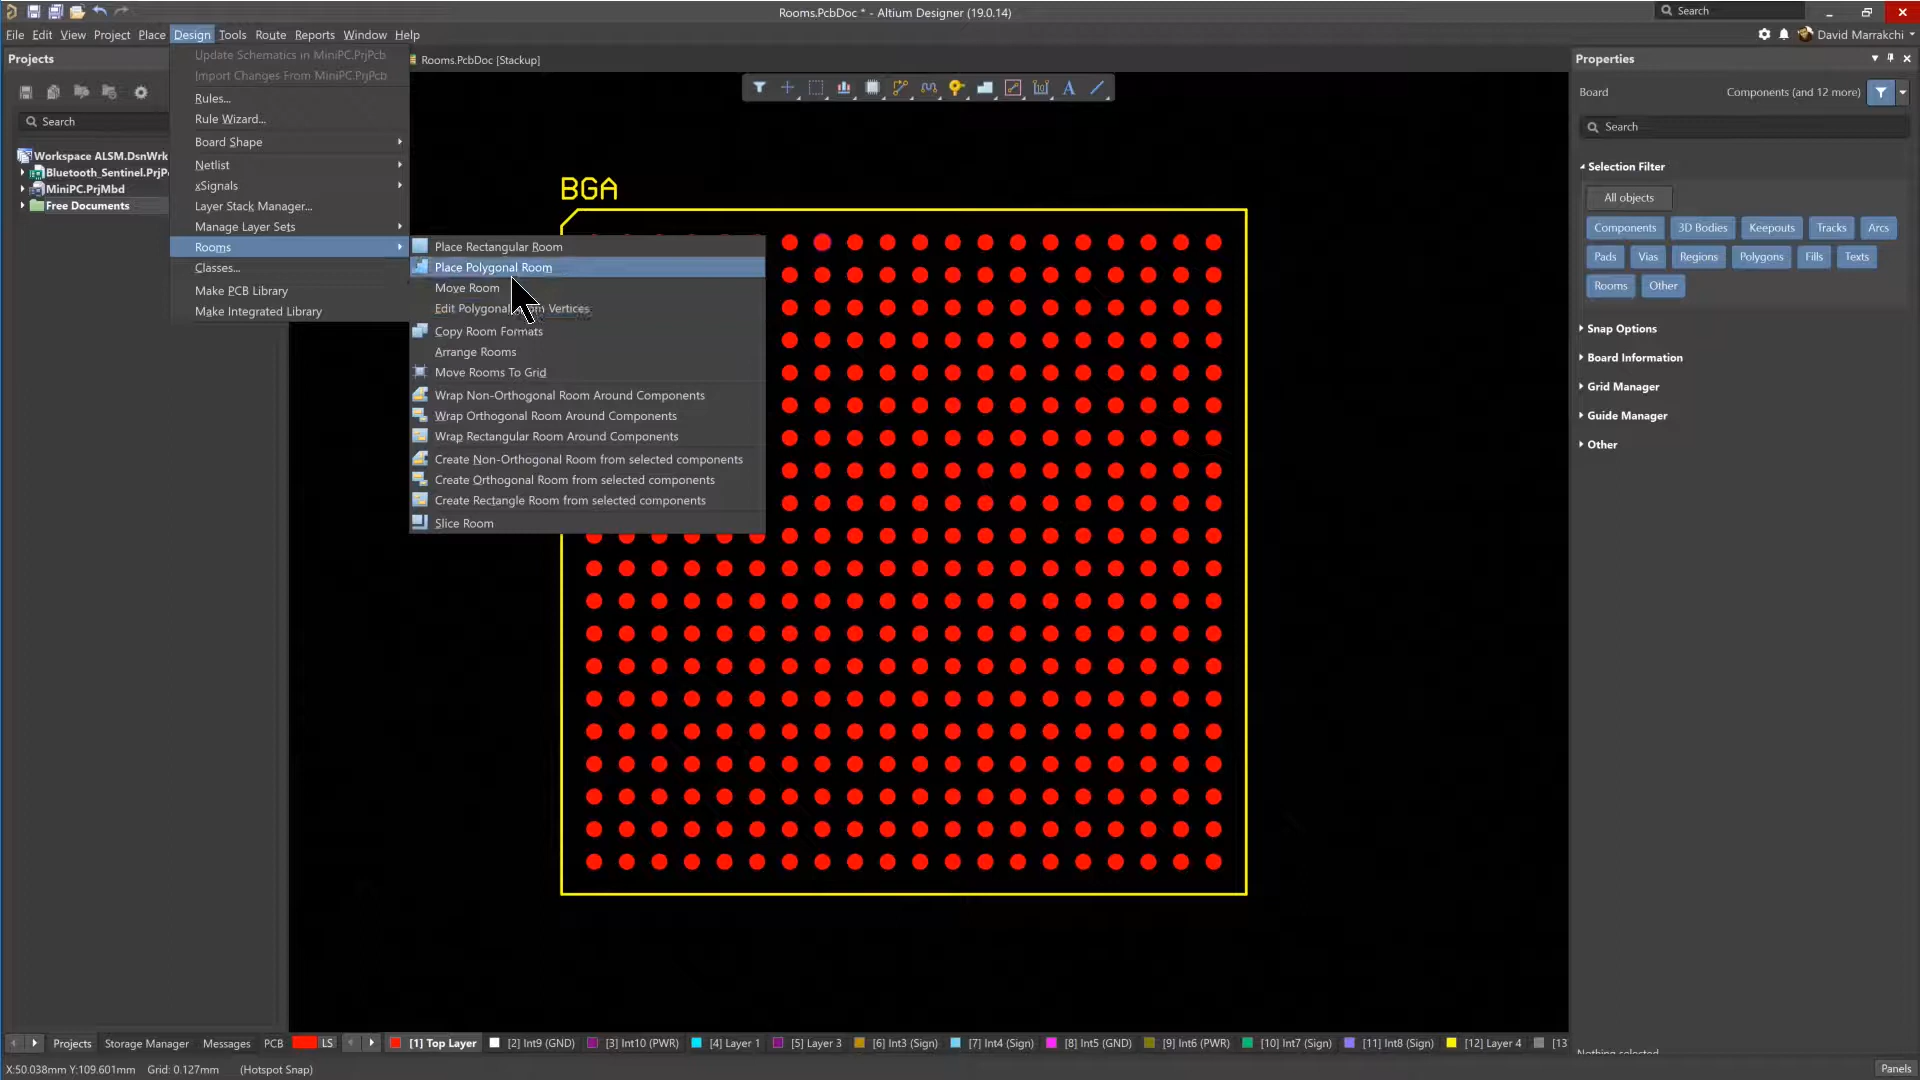 Rooms.PcbDoc * - Altium Designer (19.0.14)
Search
File Edit View Project Place Design Tools Route Reports Window Help
David Marrakchi
Projects
Search
Workspace ALSM.DsnWrk
Bluetooth_Sentinel.PrjP
MiniPC.PrjMbd
Free Documents
Update Schematics in MiniPC.PrjPcb
Import Changes From MiniPC.PrjPcb
Rules...
Rule Wizard...
Board Shape
Netlist
xSignals
Layer Stack Manager...
Manage Layer Sets
Rooms
Classes...
Make PCB Library
Make Integrated Library
Place Rectangular Room
Place Polygonal Room
Move Room
Edit Polygonal Vertices
Copy Room Formats
Arrange Rooms
Move Rooms To Grid
Wrap Non-Orthogonal Room Around Components
Wrap Orthogonal Room Around Components
Wrap Rectangular Room Around Components
Create Non-Orthogonal Room from selected components
Create Orthogonal Room from selected components
Create Rectangle Room from selected components
Slice Room
Rooms.PcbDoc [Stackup]
BGA
Properties
Board
Components (and 12 more)
Search
Selection Filter
All objects
Components 3D Bodies Keepouts Tracks Arcs
Pads Vias Regions Polygons Fills Texts
Rooms Other
Snap Options
Board Information
Grid Manager
Guide Manager
Other
Nothing selected
Projects Storage Manager Messages PCB LS [1] Top Layer [2] Int9 (GND) [3] Int10 (PWR) [4] Layer 1 [5] Layer 3 [6] Int3 (Sign) [7] Int4 (Sign) [8] Int5 (GND) [9] Int6 (PWR) [10] Int7 (Sign) [11] Int8 (Sign) [12] Layer 4 [13
X:50.038mm Y:109.601mm Grid: 0.127mm (Hotspot Snap)
Panels